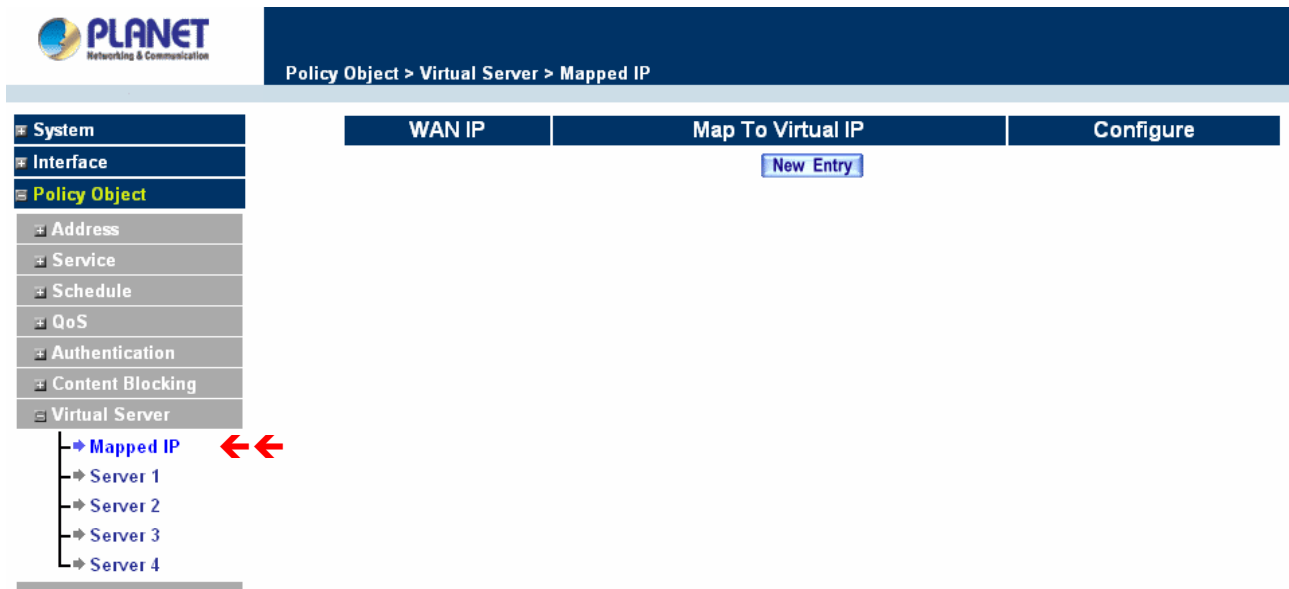 PLANET
Networking & Communication
Policy Object > Virtual Server > Mapped IP
System
Interface
Policy Object
Address
Service
Schedule
QoS
Authentication
Content Blocking
Virtual Server
Mapped IP
Server 1
Server 2
Server 3
Server 4
WAN IP Map To Virtual IP Configure
New Entry